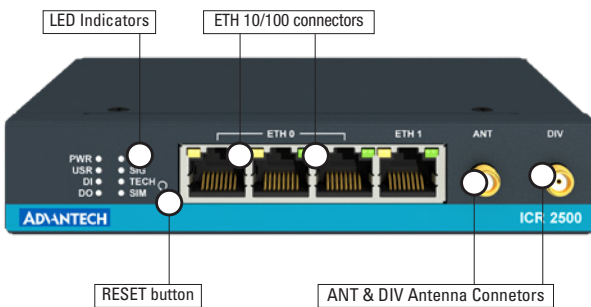 LED Indicators
ETH 10/100 connectors
ETH 0
ETH 1
ANT
DIV
PWR
USR
SIG
DI
TECH
DO
SIM
ADVANTECH
ICR 2500
RESET button
ANT & DIV Antenna Connetors